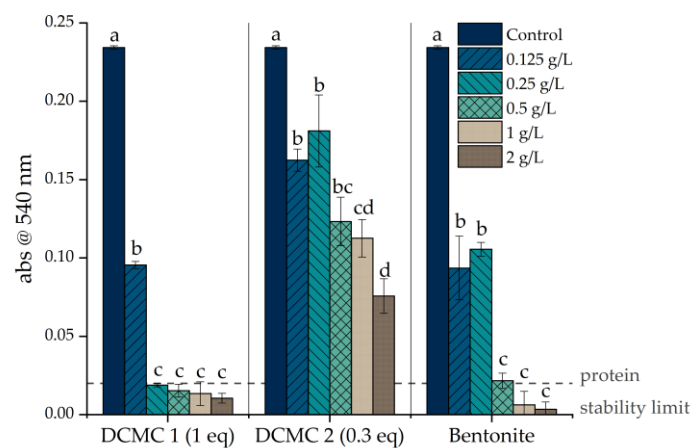 0.25
0.20
0.15
0.10
0.05
0.00
abs @ 540 nm
a
b
c
c
c
c
a
b
b
bc
cd
d
a
b
b
c
c
c
Control
0.125 g/L
0.25 g/L
0.5 g/L
1 g/L
2 g/L
protein
stability limit
DCMC 1 (1 eq)
DCMC 2 (0.3 eq)
Bentonite